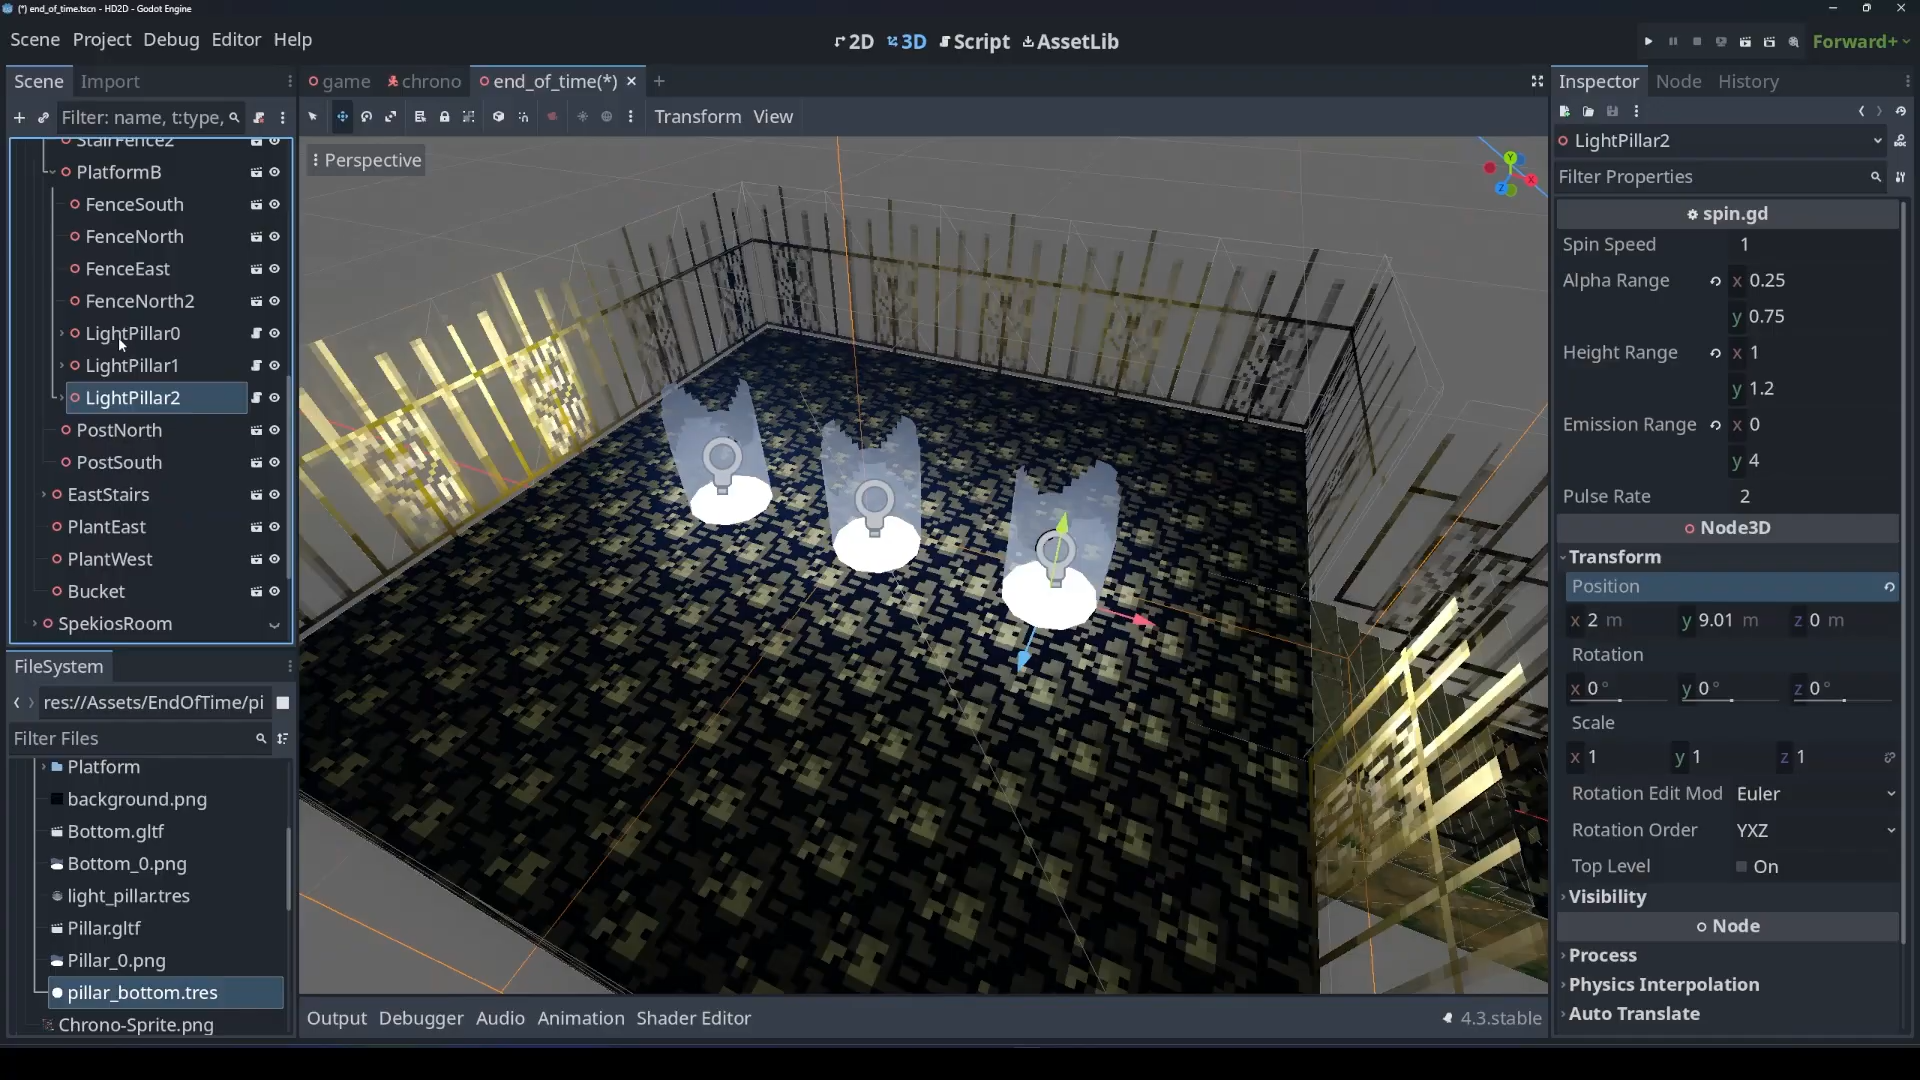 (*) end_of_time.tscn - HD2D - Godot Engine
Scene Project Debug Editor Help
2D 3D Script AssetLib
Forward+
Scene Import
game chrono end_of_time(*)
Inspector Node History
Filter: name, t:type,
Transform View
StairFence2
PlatformB
FenceSouth
FenceNorth
FenceEast
FenceNorth2
LightPillar0
LightPillar1
LightPillar2
PostNorth
PostSouth
EastStairs
PlantEast
PlantWest
Bucket
SpekiosRoom
FileSystem
res://Assets/EndOfTime/pi
Filter Files
Platform
background.png
Bottom.gltf
Bottom_0.png
light_pillar.tres
Pillar.gltf
Pillar_0.png
pillar_bottom.tres
Chrono-Sprite.png
Perspective
Y
X
Z
Output Debugger Audio Animation Shader Editor
4.3.stable
LightPillar2
Filter Properties
spin.gd
Spin Speed 1
Alpha Range x 0.25
y 0.75
Height Range x 1
y 1.2
Emission Range x 0
y 4
Pulse Rate 2
Node3D
Transform
Position
x 2 m y 9.01 m z 0 m
Rotation
x 0 ° y 0 ° z 0 °
Scale
x 1 y 1 z 1
Rotation Edit Mod Euler
Rotation Order YXZ
Top Level On
Visibility
Node
Process
Physics Interpolation
Auto Translate